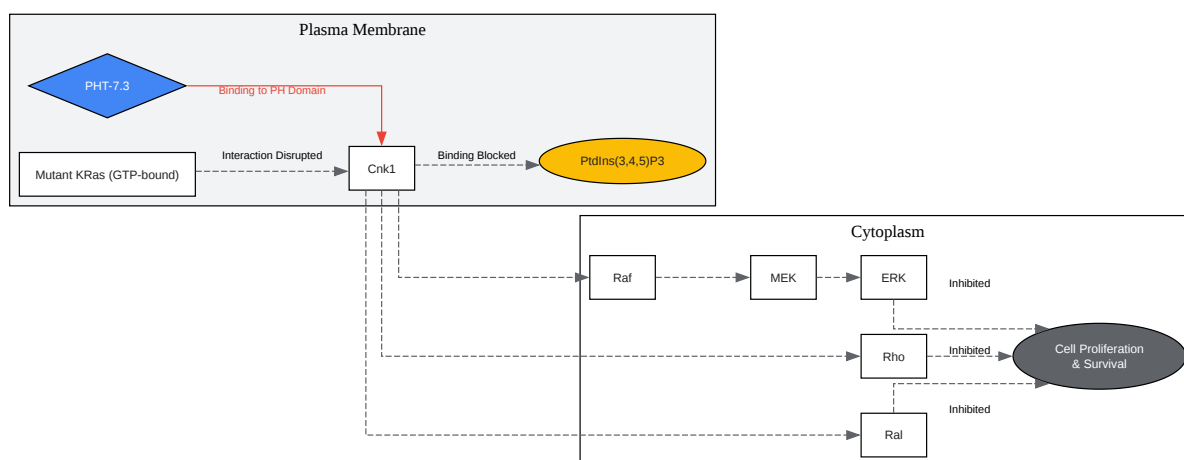 Plasma Membrane
PHT-7.3
Binding to PH Domain
Interaction Disrupted
Binding Blocked
Mutant KRas (GTP-bound)
Cnk1
PtdIns(3,4,5)P3
Cytoplasm
Raf
MEK
ERK
Inhibited
Rho
Inhibited
Cell Proliferation
& Survival
Inhibited
Ral